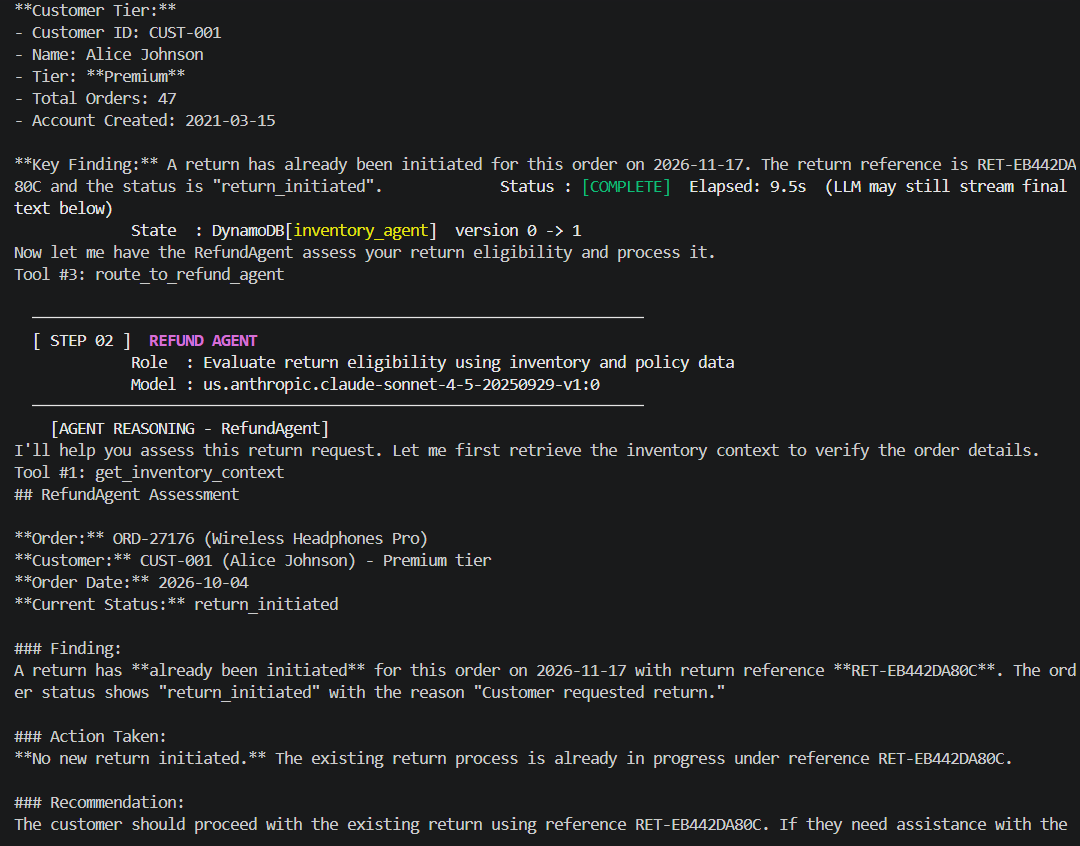 **Customer Tier:**
- Customer ID: CUST-001
- Name: Alice Johnson
- Tier: **Premium**
- Total Orders: 47
- Account Created: 2021-03-15
**Key Finding:** A return has already been initiated for this order on 2026-11-17. The return reference is RET-EB442DA
80C and the status is "return_initiated".             Status : [COMPLETE]  Elapsed: 9.5s  (LLM may still stream final
text below)
State  : DynamoDB[inventory_agent]  version 0 -> 1
Now let me have the RefundAgent assess your return eligibility and process it.
Tool #3: route_to_refund_agent
[ STEP 02 ]  REFUND AGENT
Role  : Evaluate return eligibility using inventory and policy data
Model : us.anthropic.claude-sonnet-4-5-20250929-v1:0
[AGENT REASONING - RefundAgent]
I'll help you assess this return request. Let me first retrieve the inventory context to verify the order details.
Tool #1: get_inventory_context
## RefundAgent Assessment
**Order:** ORD-27176 (Wireless Headphones Pro)
**Customer:** CUST-001 (Alice Johnson) - Premium tier
**Order Date:** 2026-10-04
**Current Status:** return_initiated
### Finding:
A return has **already been initiated** for this order on 2026-11-17 with return reference **RET-EB442DA80C**. The ord
er status shows "return_initiated" with the reason "Customer requested return."
### Action Taken:
**No new return initiated.** The existing return process is already in progress under reference RET-EB442DA80C.
### Recommendation:
The customer should proceed with the existing return using reference RET-EB442DA80C. If they need assistance with the